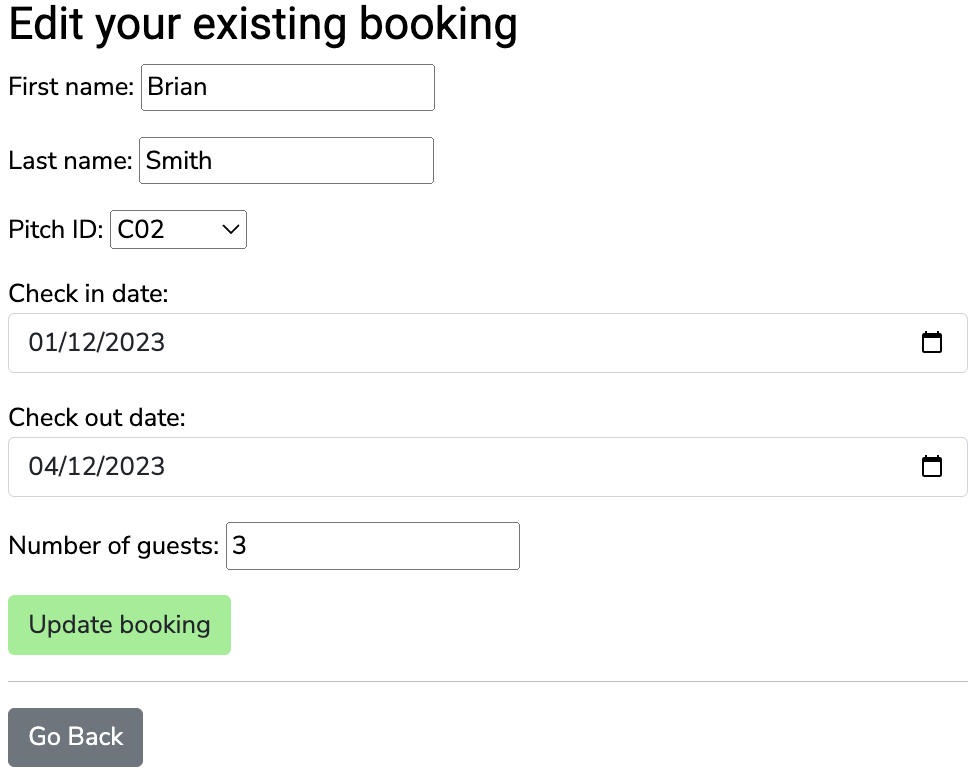 Edit your existing booking
First name: Brian
Last name: Smith
Pitch ID: C02
Check in date:
01/12/2023
Check out date:
04/12/2023
Number of guests: 3
Update booking
Go Back